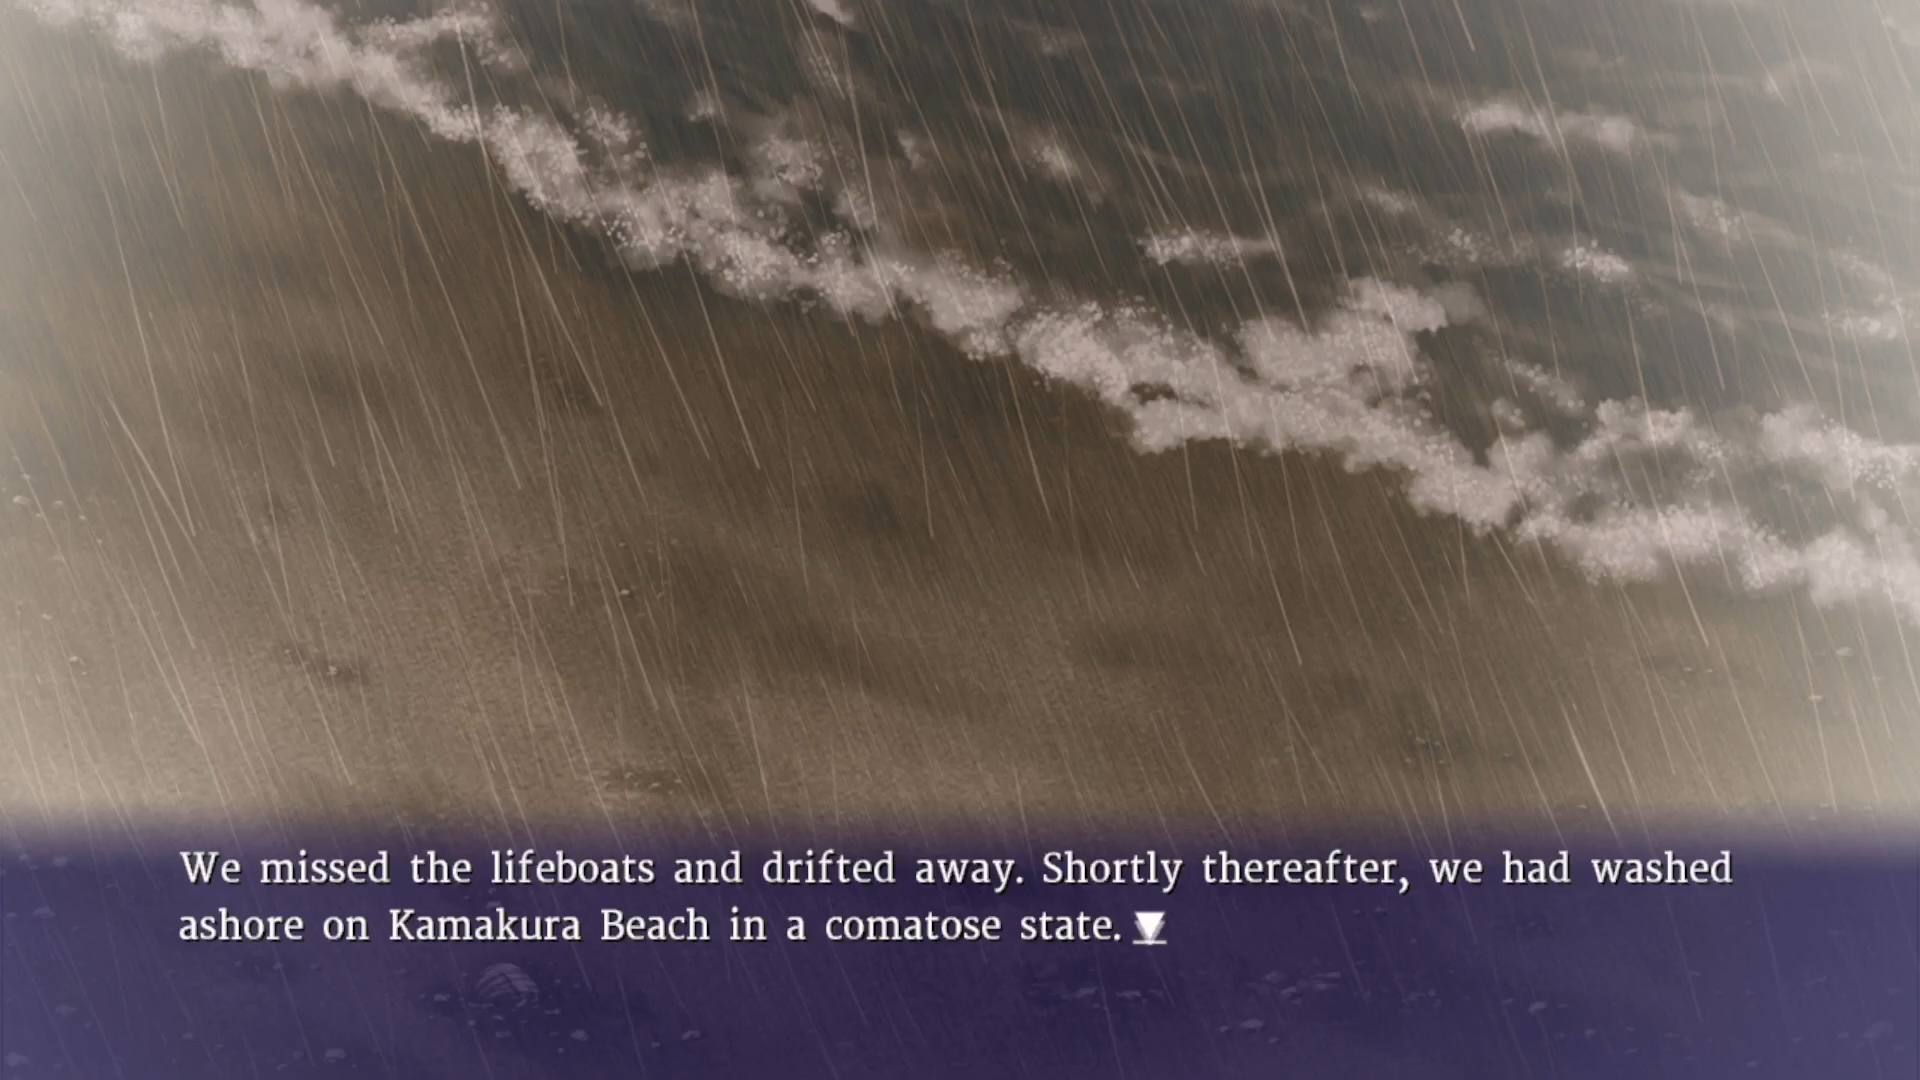 We missed the lifeboats and drifted away. Shortly thereafter, we had washed
ashore on Kamakura Beach in a comatose state.